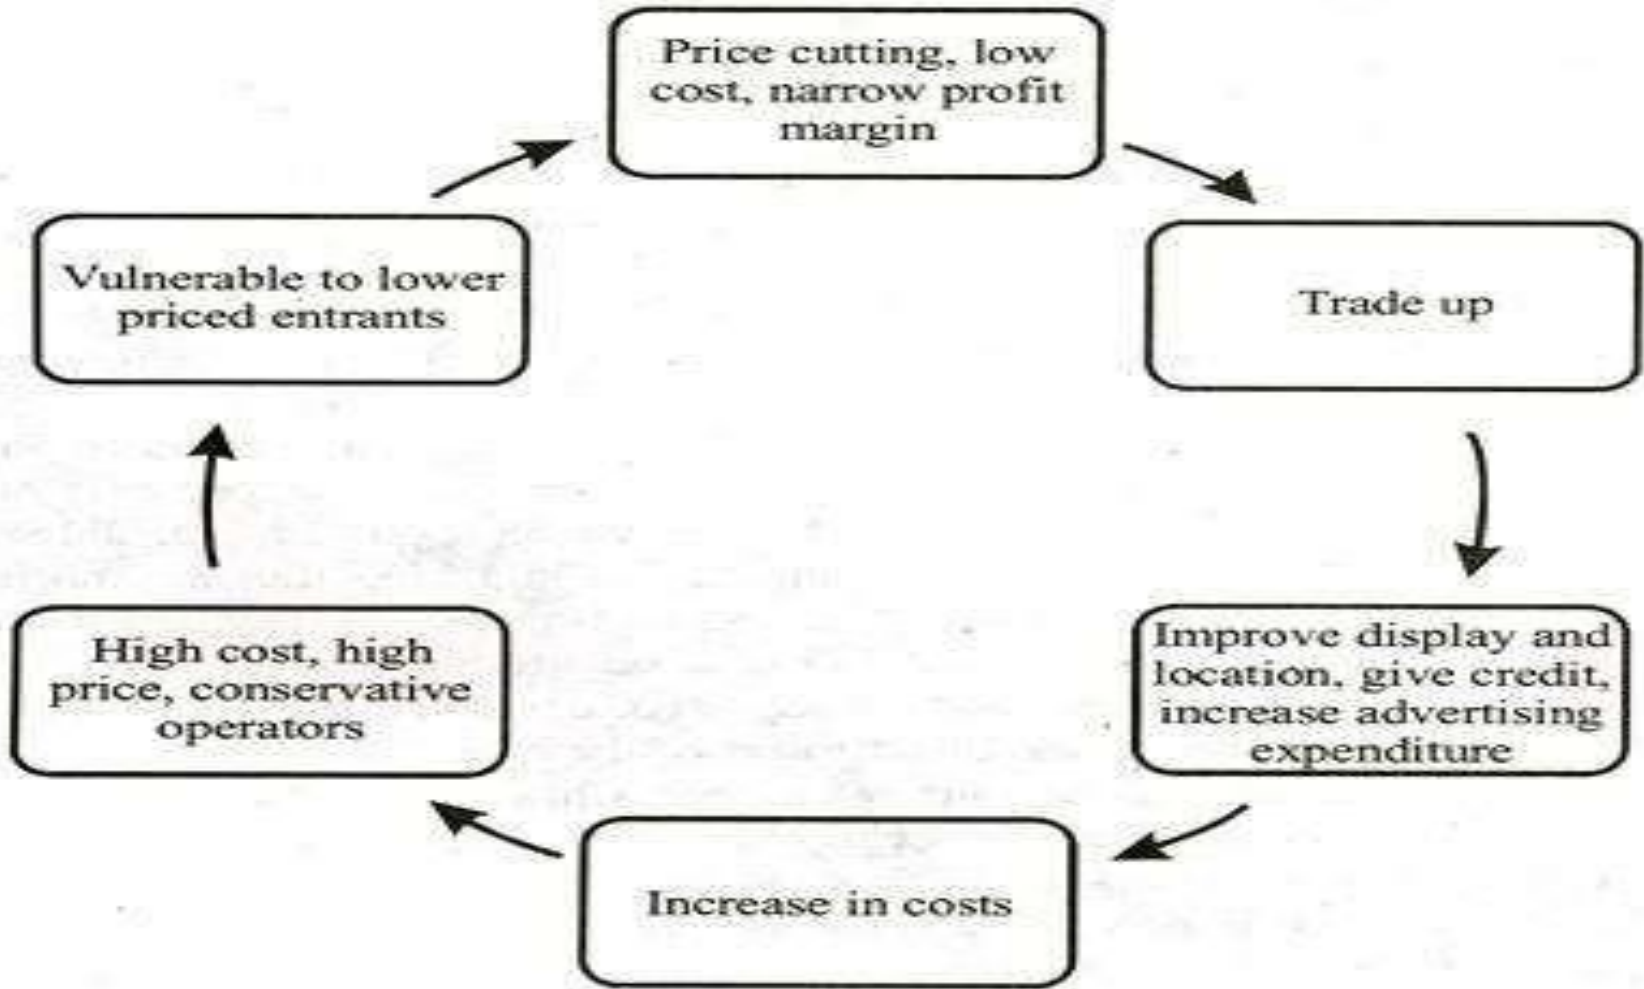 Price cutting, low
cost, narrow profit
margin
Trade up
Improve display and
location, give credit,
increase advertising
expenditure
Increase in costs
High cost, high
price, conservative
operators
Vulnerable to lower
priced entrants